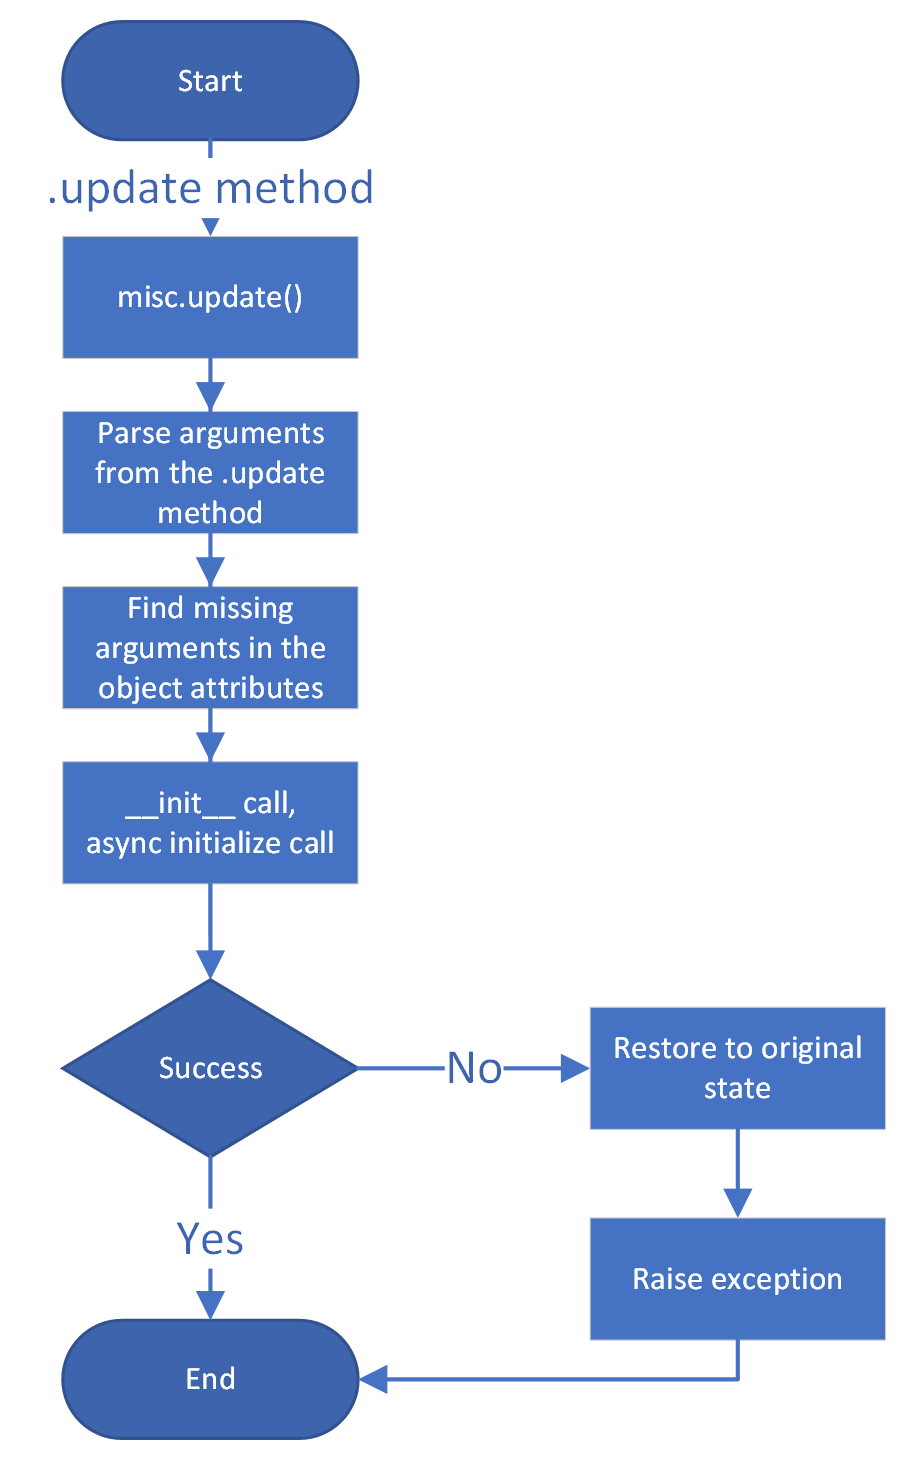 Start
.update method
misc.update()
Parse arguments
from the .update
method
Find missing
arguments in the
object attributes
__init__ call,
async initialize call
Success
No
Restore to original
state
Yes
Raise exception
End